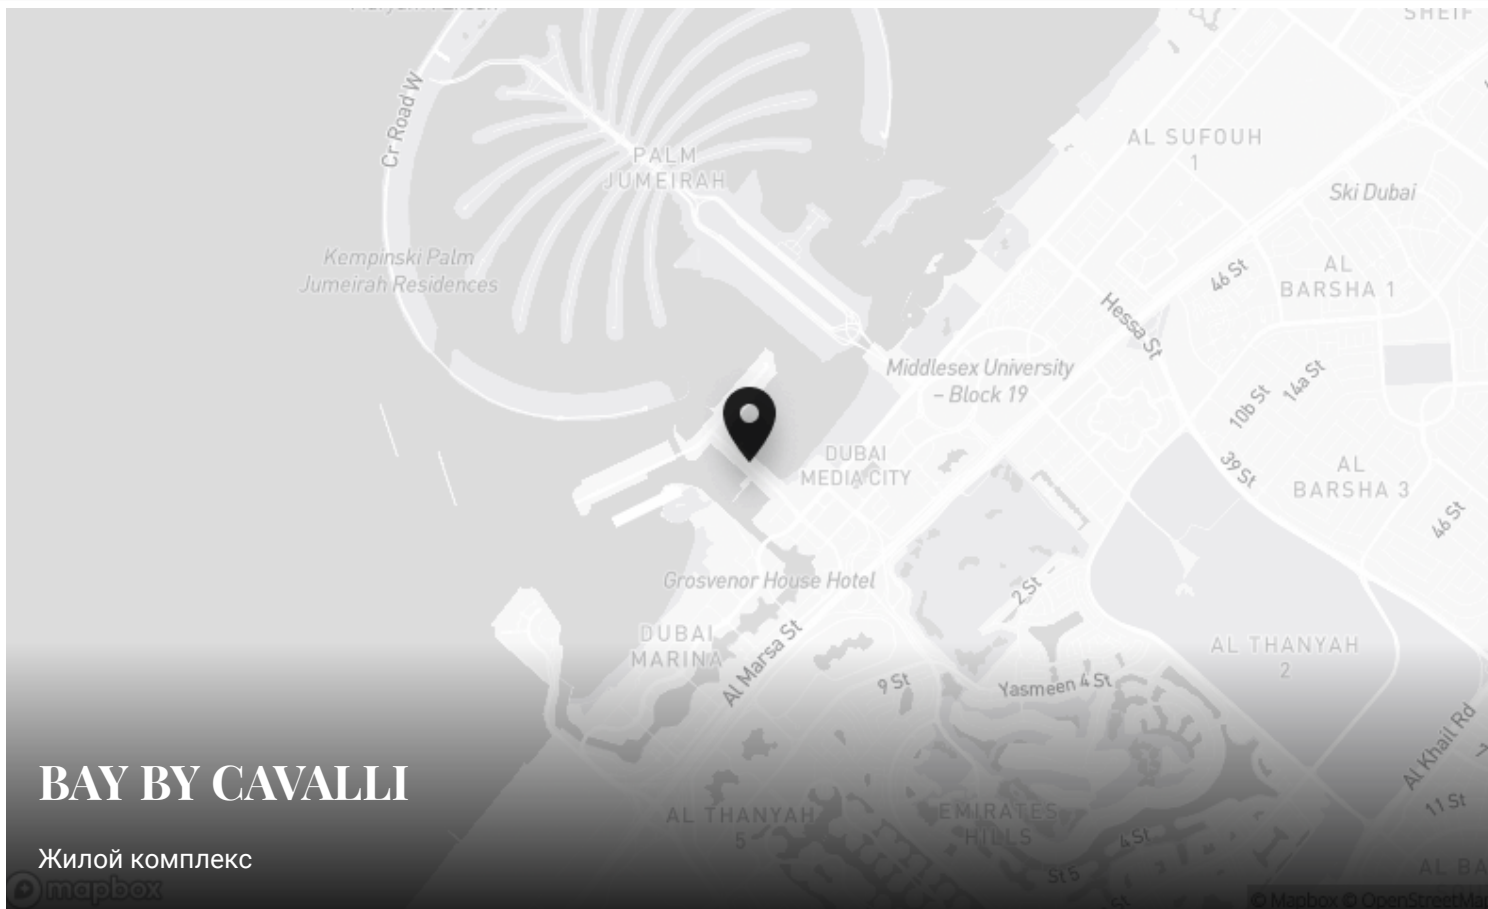 SHEIF
Cr Road W
AL SUFOUH
1
PALM
JUMEIRAH
Ski Dubai
Kempinski Palm
Jumeirah Residences
46 St
AL
BARSHA 1
Hessa St
Middlesex University
– Block 19
14a St
10b St
DUBAI
MEDIA CITY
39 St
AL
BARSHA 3
46 St
Grosvenor House Hotel
2 St
DUBAI
MARINA
Al Marsa St
AL THANYAH
2
9 St
Yasmeen 4 St
Al Khail Rd
BAY BY CAVALLI
AL THANYAH
5
EMIRATES
HILLS
11 St
4 St
Жилой комплекс
St 5
AL BA
mapbox
© Mapbox © OpenStreetMa